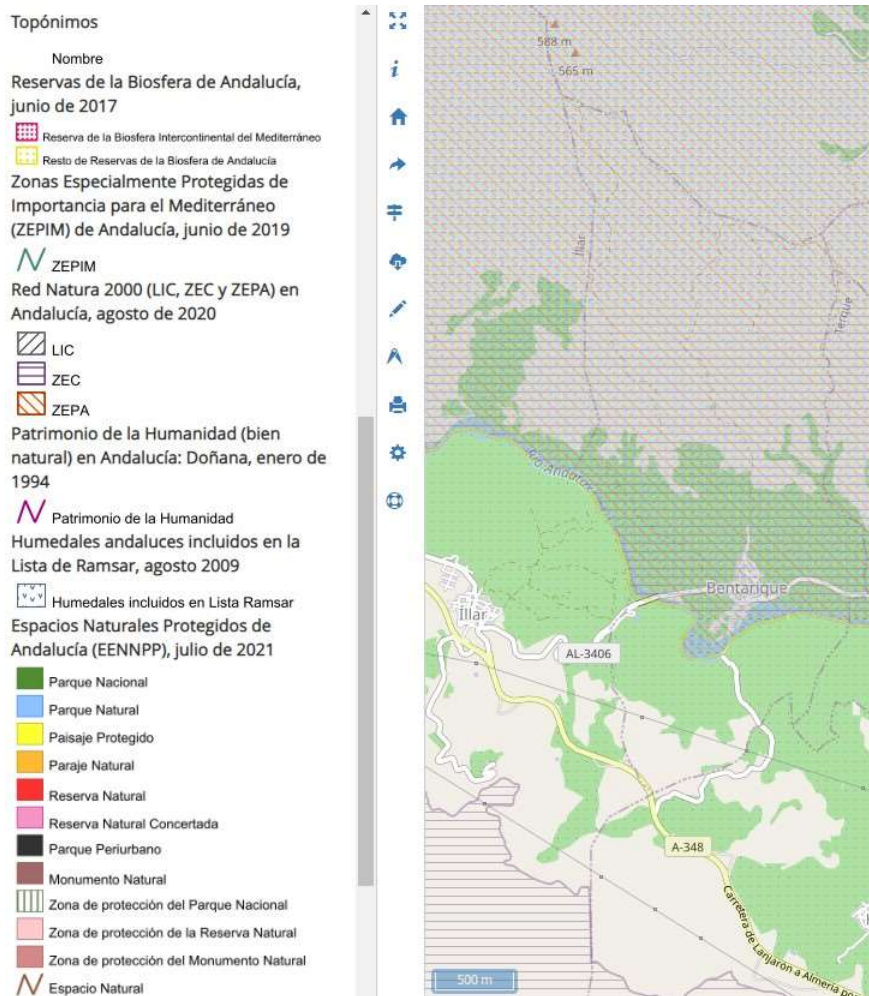 Topónimos
Nombre
Reservas de la Biosfera de Andalucía,
junio de 2017
Reserva de la Biosfera Intercontinental del Mediterráneo
Resto de Reservas de la Biosfera de Andalucía
Zonas Especialmente Protegidas de
Importancia para el Mediterráneo
(ZEPIM) de Andalucía, junio de 2019
ZEPIM
Red Natura 2000 (LIC, ZEC y ZEPA) en
Andalucía, agosto de 2020
LIC
ZEC
ZEPA
Patrimonio de la Humanidad (bien
natural) en Andalucía: Doñana, enero de
1994
Patrimonio de la Humanidad
Humedales andaluces incluidos en la
Lista de Ramsar, agosto 2009
Humedales incluidos en Lista Ramsar
Espacios Naturales Protegidos de
Andalucía (EENNPP), julio de 2021
Parque Nacional
Parque Natural
Paisaje Protegido
Paraje Natural
Reserva Natural
Reserva Natural Concertada
Parque Periurbano
Monumento Natural
Zona de protección del Parque Nacional
Zona de protección de la Reserva Natural
Zona de protección del Monumento Natural
Espacio Natural
588 m
565 m
Íllar
Terque
Río Andarax
Bentarique
Íllar
AL-3406
A-348
Carretera de Lanjarón a Almería por
500 m